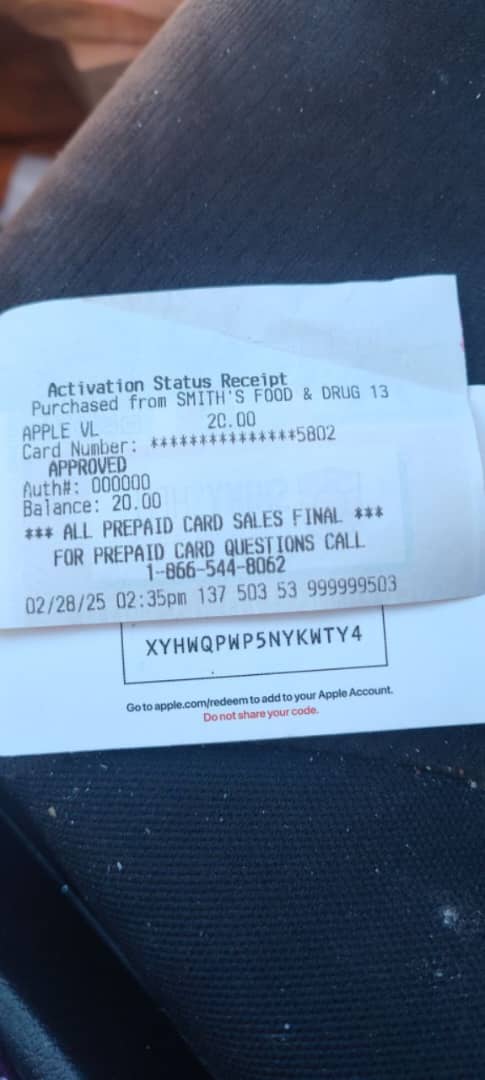 Activation Status Receipt
Purchased from SMITH'S FOOD & DRUG 13
APPLE VL 20.00
Card Number: ***************5802
APPROVED
Auth#: 000000
Balance: 20.00
*** ALL PREPAID CARD SALES FINAL ***
FOR PREPAID CARD QUESTIONS CALL
1-866-544-8062
02/28/25 02:35pm 137 503 53 999999503
XYHWQPWP5NYKWTY4
Go to apple.com/redeem to add to your Apple Account.
Do not share your code.